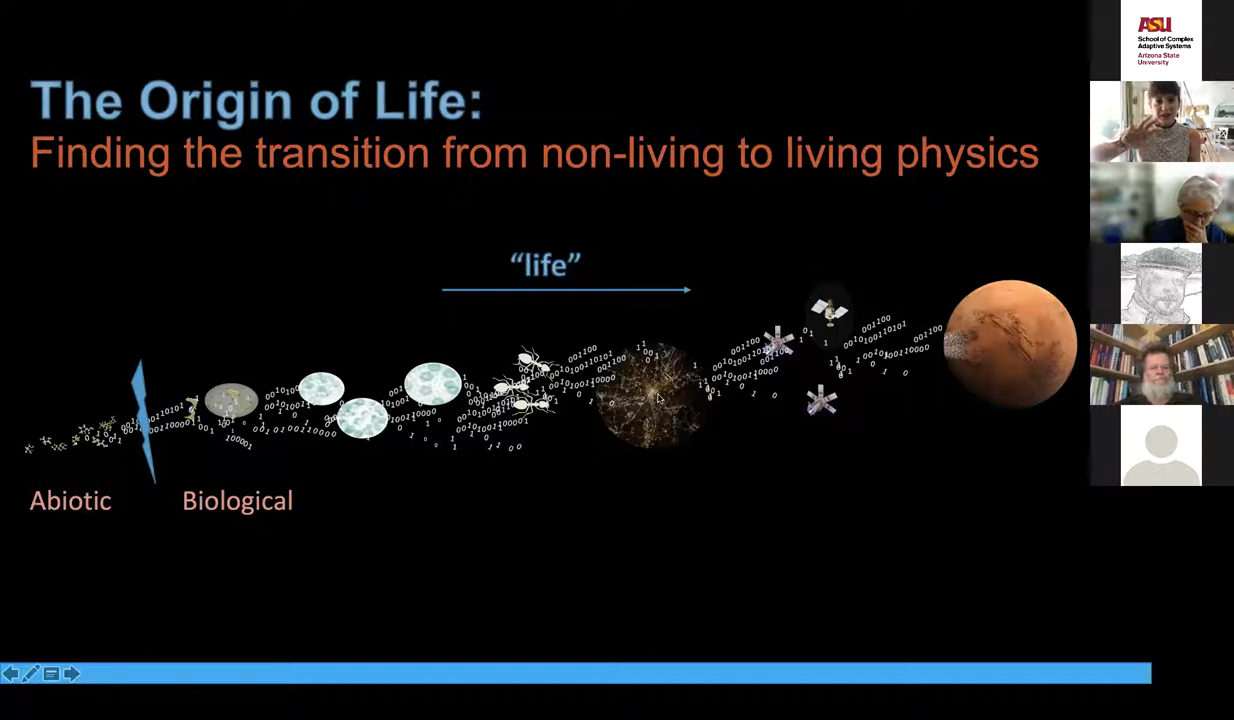 The Origin of Life:
Finding the transition from non-living to living physics
“life”
Abiotic
Biological
ASU
School of Complex
Adaptive Systems
Arizona State
University